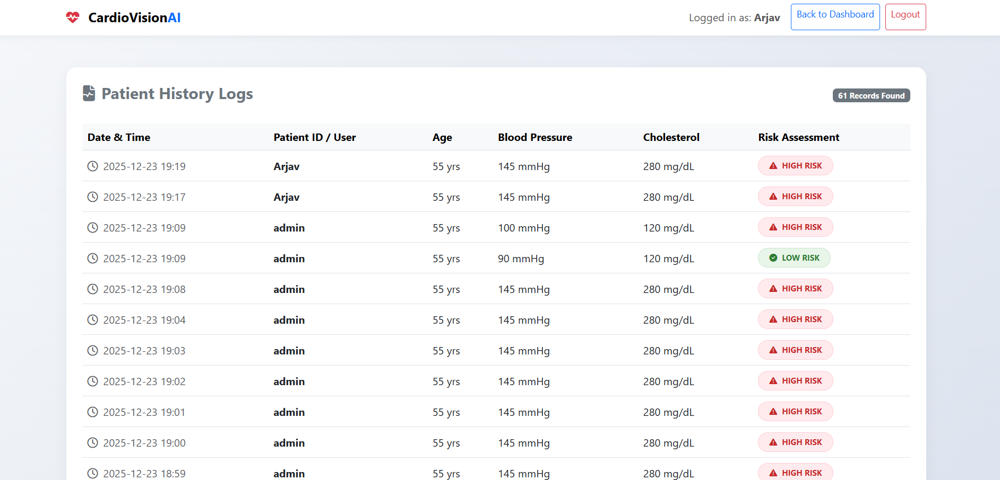 CardioVisionAI
Logged in as: Arjav
Back to Dashboard
Logout
Patient History Logs
61 Records Found
Date & Time Patient ID / User Age Blood Pressure Cholesterol Risk Assessment
2025-12-23 19:19 Arjav 55 yrs 145 mmHg 280 mg/dL HIGH RISK
2025-12-23 19:17 Arjav 55 yrs 145 mmHg 280 mg/dL HIGH RISK
2025-12-23 19:09 admin 55 yrs 100 mmHg 120 mg/dL HIGH RISK
2025-12-23 19:09 admin 55 yrs 90 mmHg 120 mg/dL LOW RISK
2025-12-23 19:08 admin 55 yrs 145 mmHg 280 mg/dL HIGH RISK
2025-12-23 19:04 admin 55 yrs 145 mmHg 280 mg/dL HIGH RISK
2025-12-23 19:03 admin 55 yrs 145 mmHg 280 mg/dL HIGH RISK
2025-12-23 19:02 admin 55 yrs 145 mmHg 280 mg/dL HIGH RISK
2025-12-23 19:01 admin 55 yrs 145 mmHg 280 mg/dL HIGH RISK
2025-12-23 19:00 admin 55 yrs 145 mmHg 280 mg/dL HIGH RISK
2025-12-23 18:59 admin 55 yrs 145 mmHg 280 mg/dL HIGH RISK